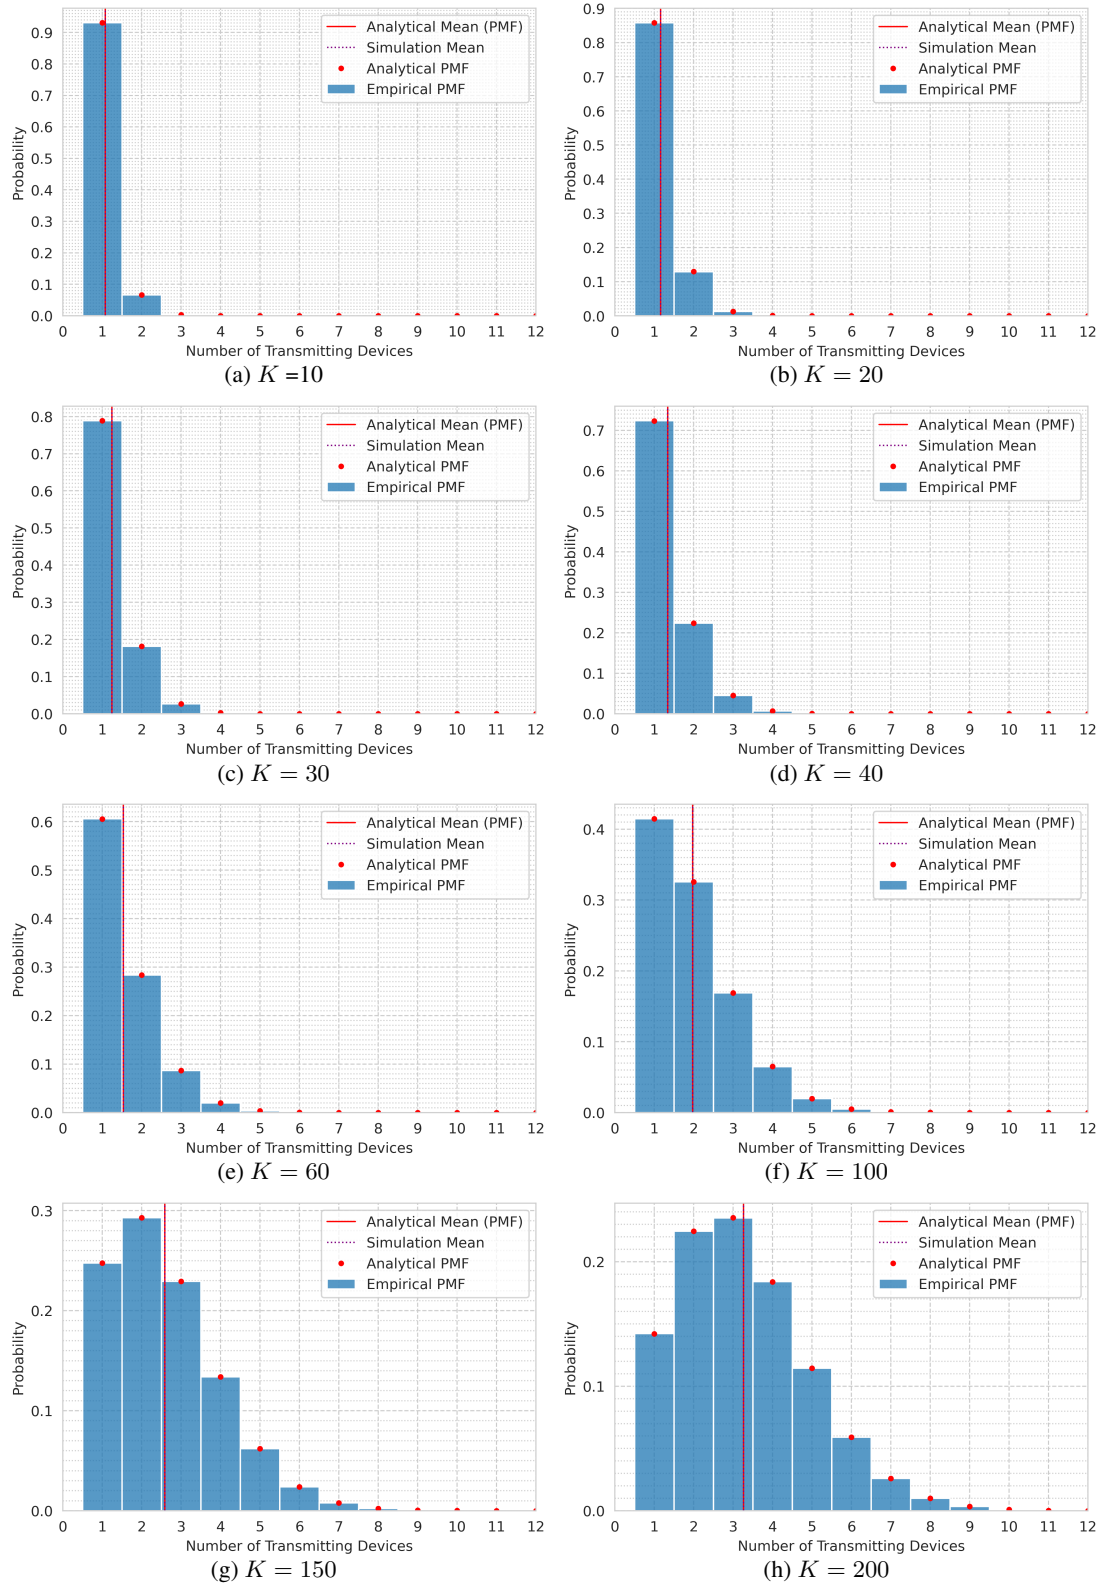 0.9
0.8
0.7
0.6
0.5
0.4
0.3
0.2
0.1
0.0
Probability
Analytical Mean (PMF)
Simulation Mean
Analytical PMF
Empirical PMF
0 1 2 3 4 5 6 7 8 9 10 11 12
Number of Transmitting Devices
(a) K =10
0.9
0.8
0.7
0.6
0.5
0.4
0.3
0.2
0.1
0.0
Probability
Analytical Mean (PMF)
Simulation Mean
Analytical PMF
Empirical PMF
0 1 2 3 4 5 6 7 8 9 10 11 12
Number of Transmitting Devices
(b) K = 20
0.8
0.7
0.6
0.5
0.4
0.3
0.2
0.1
0.0
Probability
Analytical Mean (PMF)
Simulation Mean
Analytical PMF
Empirical PMF
0 1 2 3 4 5 6 7 8 9 10 11 12
Number of Transmitting Devices
(c) K = 30
0.7
0.6
0.5
0.4
0.3
0.2
0.1
0.0
Probability
Analytical Mean (PMF)
Simulation Mean
Analytical PMF
Empirical PMF
0 1 2 3 4 5 6 7 8 9 10 11 12
Number of Transmitting Devices
(d) K = 40
0.6
0.5
0.4
0.3
0.2
0.1
0.0
Probability
Analytical Mean (PMF)
Simulation Mean
Analytical PMF
Empirical PMF
0 1 2 3 4 5 6 7 8 9 10 11 12
Number of Transmitting Devices
(e) K = 60
0.4
0.3
0.2
0.1
0.0
Probability
Analytical Mean (PMF)
Simulation Mean
Analytical PMF
Empirical PMF
0 1 2 3 4 5 6 7 8 9 10 11 12
Number of Transmitting Devices
(f) K = 100
0.3
0.2
0.1
0.0
Probability
Analytical Mean (PMF)
Simulation Mean
Analytical PMF
Empirical PMF
0 1 2 3 4 5 6 7 8 9 10 11 12
Number of Transmitting Devices
(g) K = 150
0.2
0.1
0.0
Probability
Analytical Mean (PMF)
Simulation Mean
Analytical PMF
Empirical PMF
0 1 2 3 4 5 6 7 8 9 10 11 12
Number of Transmitting Devices
(h) K = 200